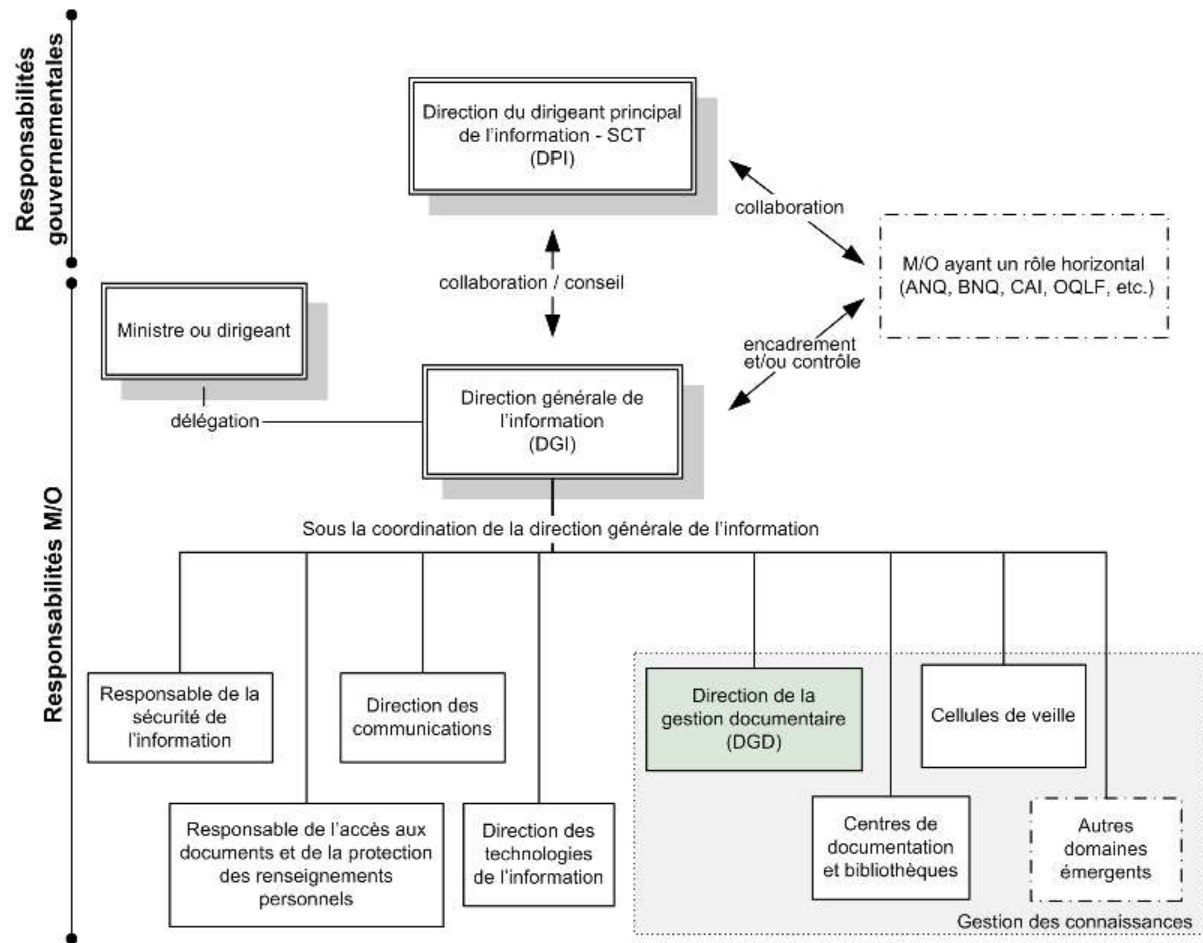 Responsabilités
gouvernementales
Direction du dirigeant principal
de l'information - SCT
(DPI)
collaboration
M/O ayant un rôle horizontal
(ANQ, BNQ, CAI, OQLF, etc.)
collaboration / conseil
encadrement
et/ou contrôle
Responsabilités M/O
Ministre ou dirigeant
délégation
Direction générale de
l'information
(DGI)
Sous la coordination de la direction générale de l'information
Responsable de la
sécurité de
l'information
Direction des
communications
Direction de la
gestion documentaire
(DGD)
Cellules de veille
Responsable de l'accès aux
documents et de la protection
des renseignements
personnels
Direction des
technologies
de l'information
Centres de
documentation
et bibliothèques
Autres
domaines
émergents
Gestion des connaissances